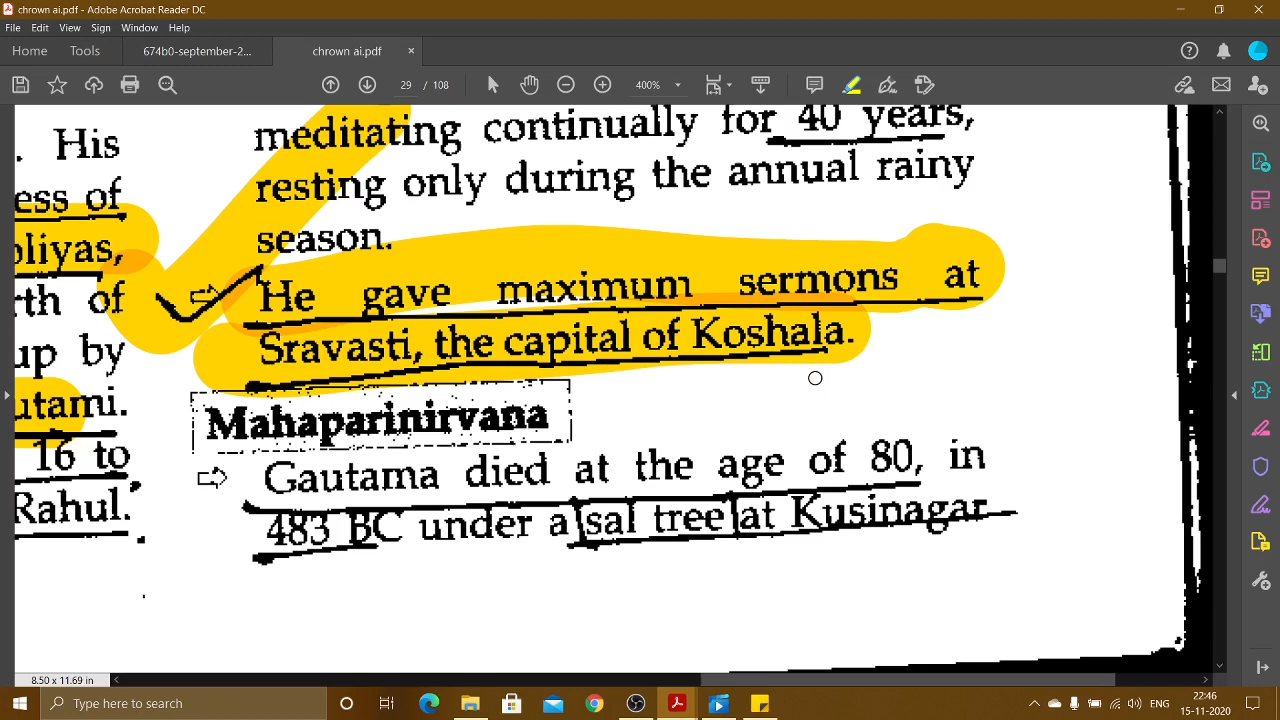 chrown ai.pdf - Adobe Acrobat Reader DC
File Edit View Sign Window Help
Home Tools 674b0-september-2... chrown ai.pdf ×
29 / 108 400%
. His
ess of
oliyas,
rth of
up by
utami.
16 to
Rahul.
meditating continually for 40 years,
resting only during the annual rainy
season.
⇨ He gave maximum sermons at
Sravasti, the capital of Koshala.
Mahaparinirvana
⇨ Gautama died at the age of 80, in
483 BC under a sal tree at Kusinagar
8.50 x 11.69 in
Type here to search
ENG
22:46
15-11-2020